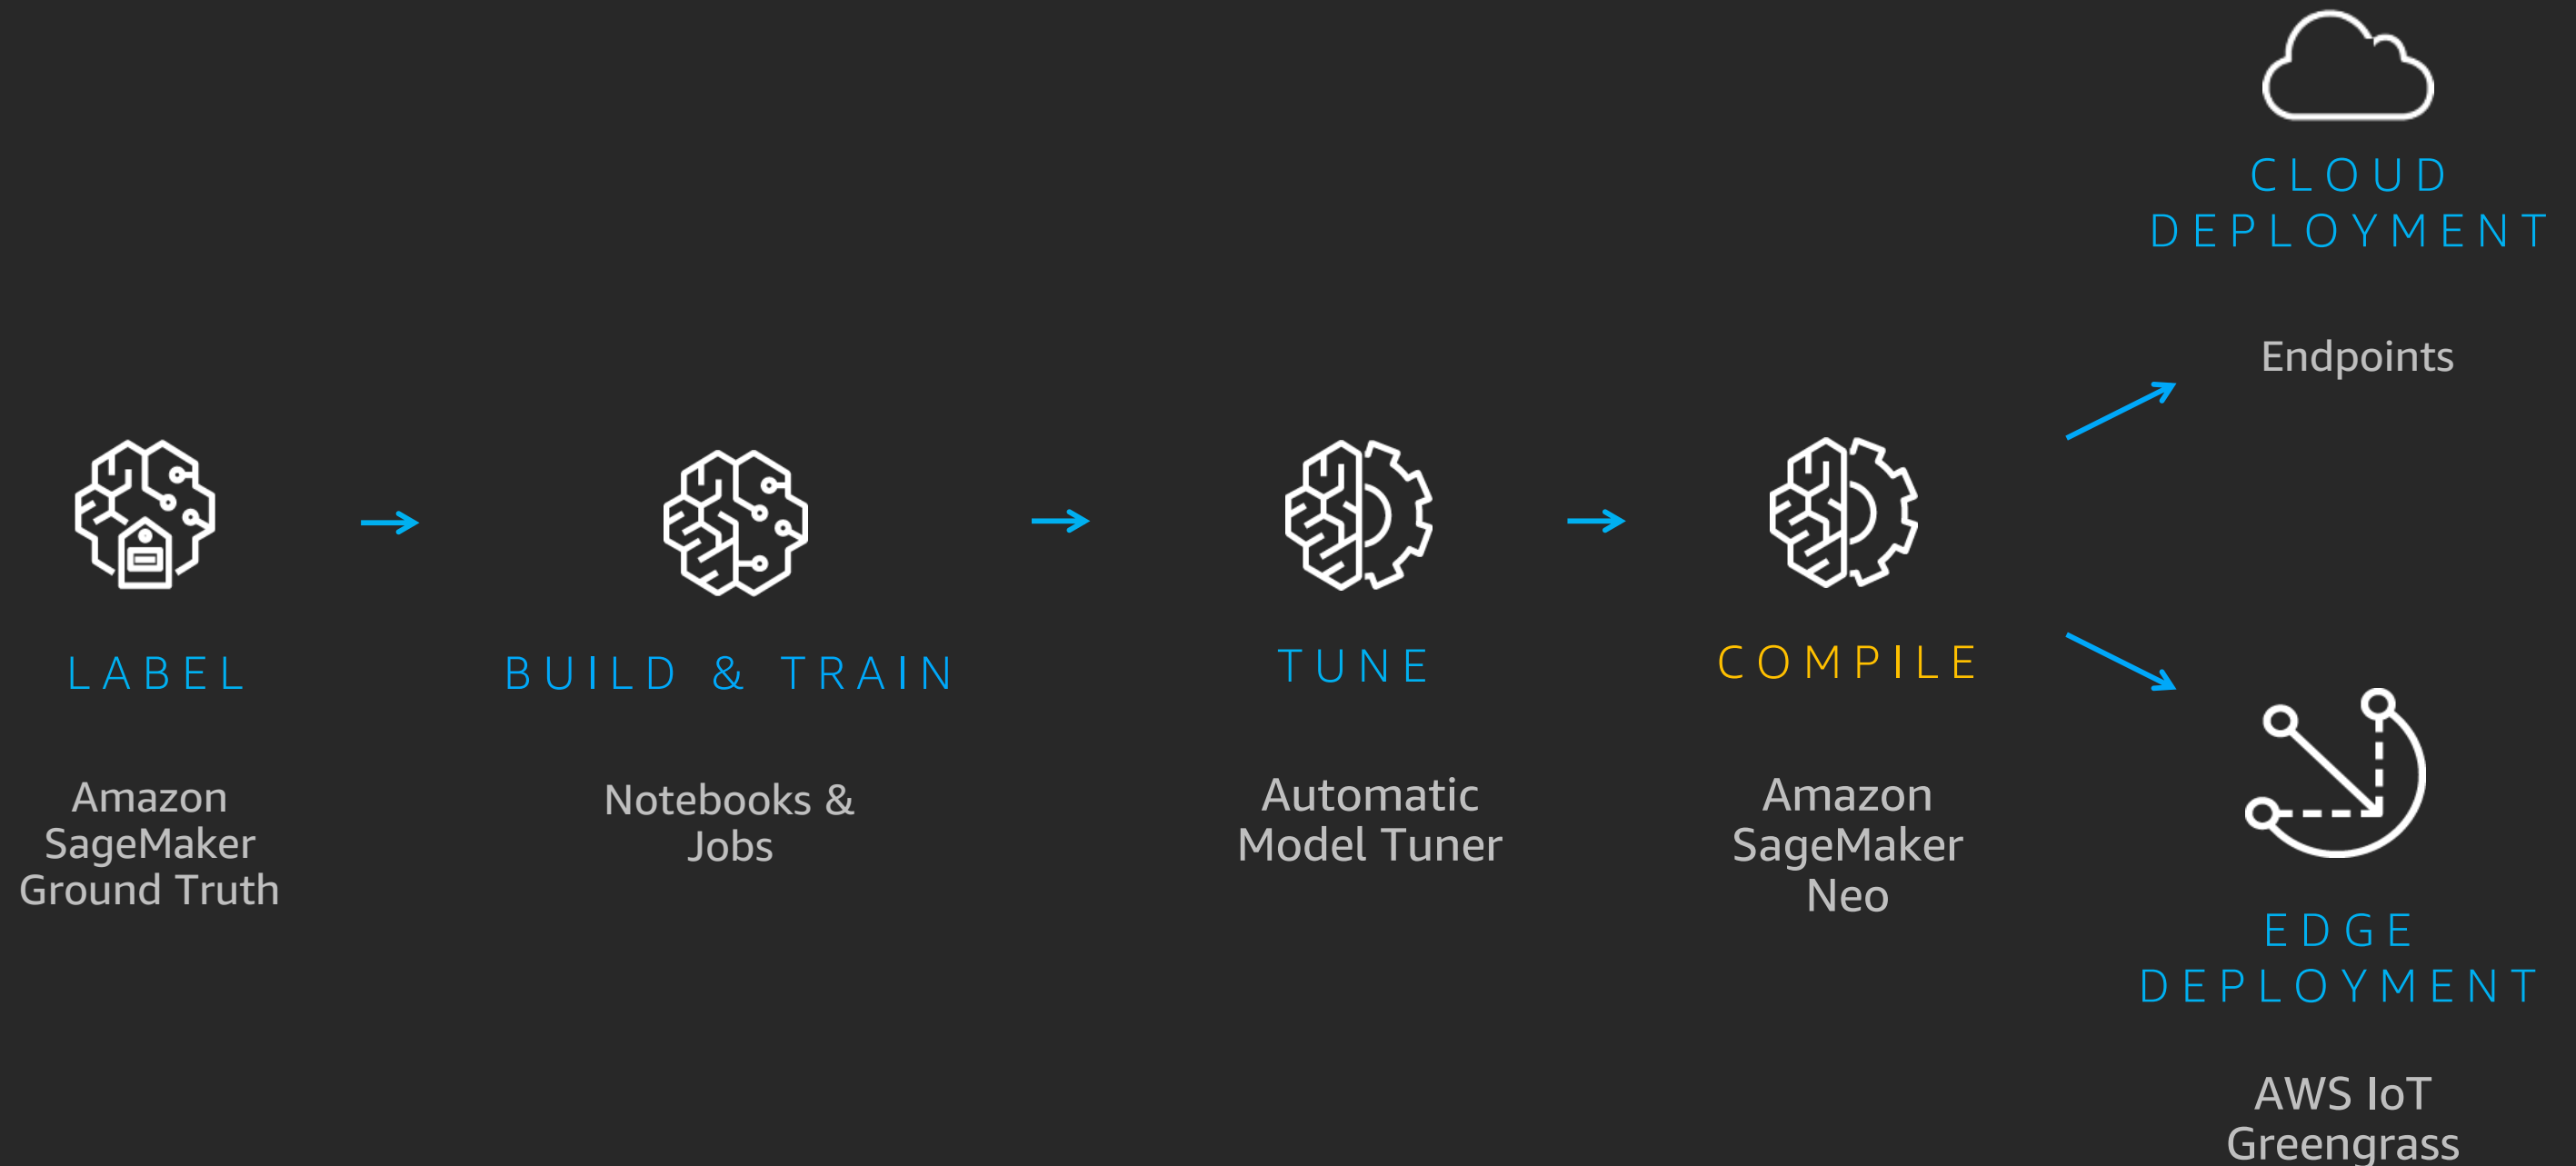 LABEL
Amazon
SageMaker
Ground Truth
BUILD & TRAIN
Notebooks &
Jobs
TUNE
Automatic
Model Tuner
COMPILE
Amazon
SageMaker
Neo
CLOUD
DEPLOYMENT
Endpoints
EDGE
DEPLOYMENT
AWS IoT
Greengrass